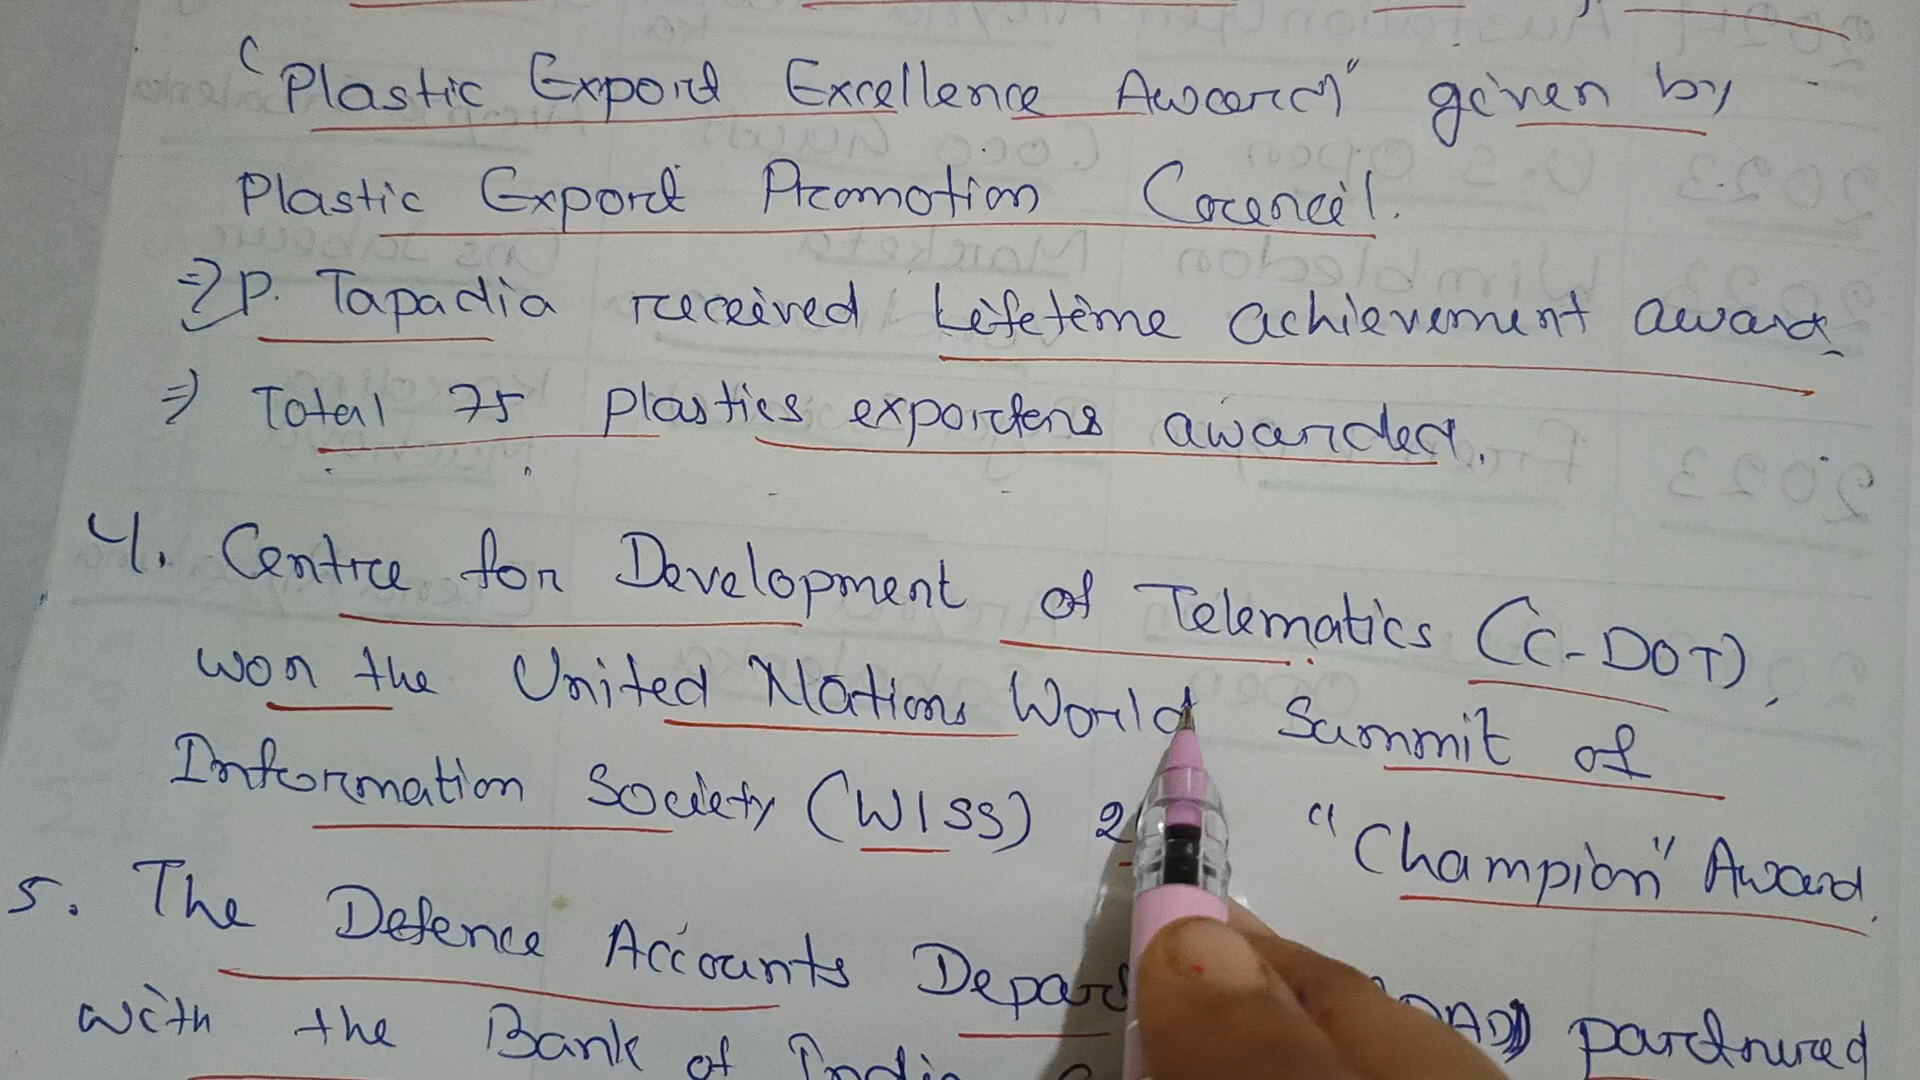 "Plastic Export Excellence Award" given by
Plastic Export Promotion Council.
⇒ P. Tapadia received Lifetime achievement award.
⇒ Total 75 plastics exporters awarded.
4. Centre for Development of Telematics (C-DOT),
won the United Nations World Summit of
Information Society (WISS) "Champion" Award.
5. The Defence Accounts partnered
with the Bank of India